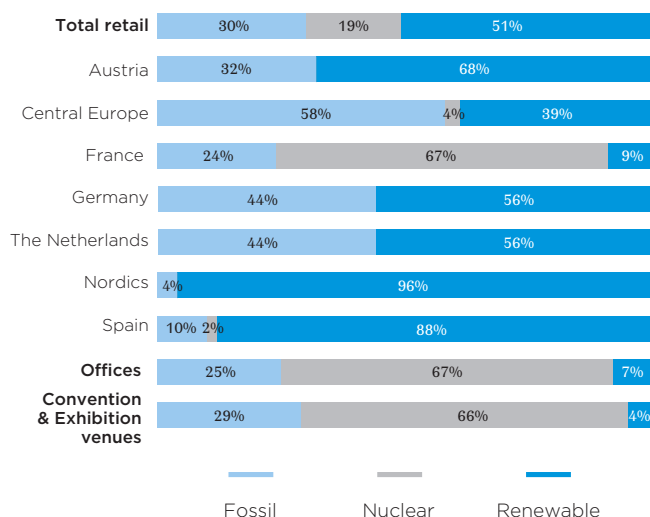 Total retail 30% 19% 51%
Austria 32% 68%
Central Europe 58% 4% 39%
France 24% 67% 9%
Germany 44% 56%
The Netherlands 44% 56%
Nordics 4% 96%
Spain 10% 2% 88%
Offices 25% 67% 7%
Convention
& Exhibition 29% 66% 4%
venues
Fossil Nuclear Renewable